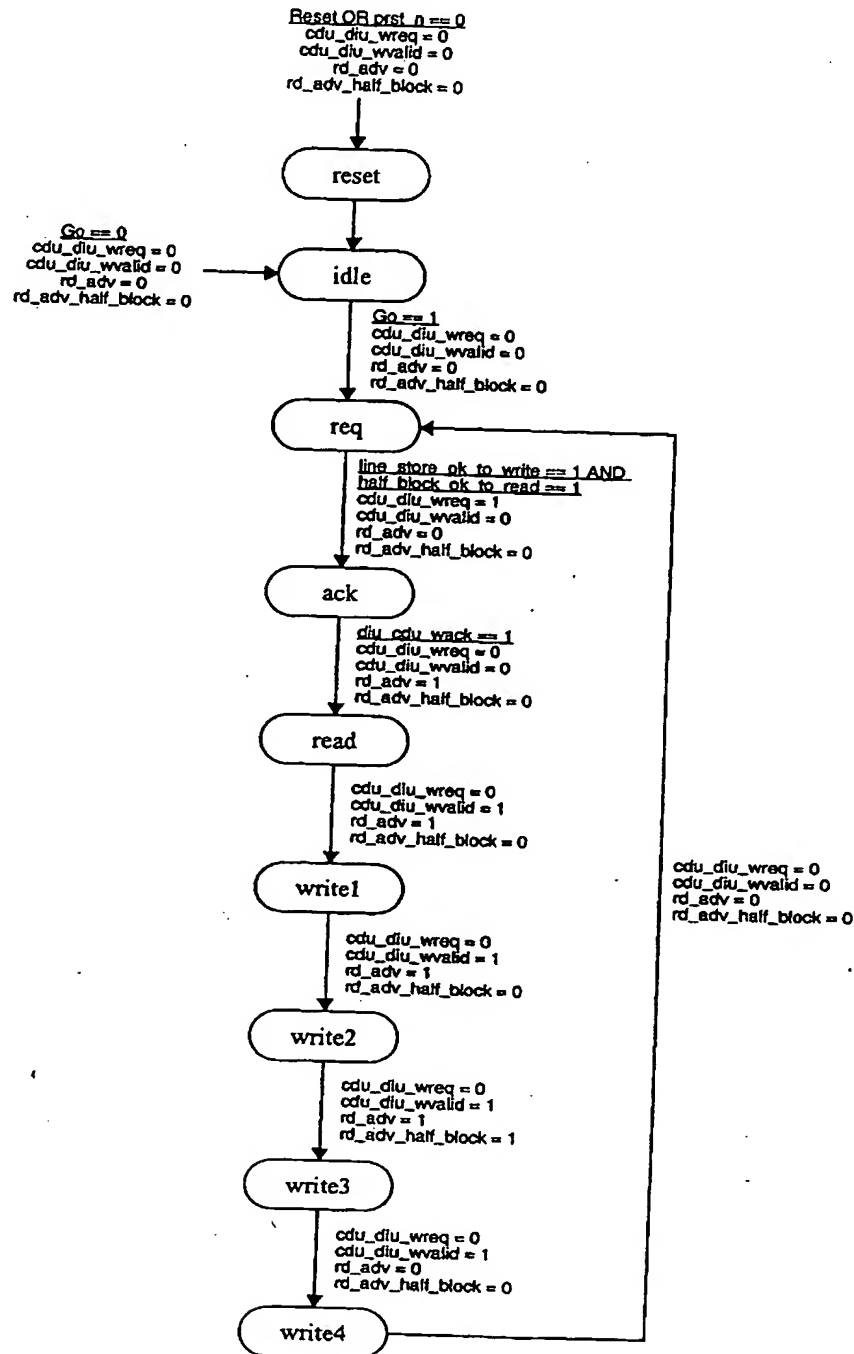 Reset OR prst_n == 0
cdu_diu_wreq = 0
cdu_diu_wvalid = 0
rd_adv = 0
rd_adv_half_block = 0
reset
Go == 0
cdu_diu_wreq = 0
cdu_diu_wvalid = 0
rd_adv = 0
rd_adv_half_block = 0
idle
Go == 1
cdu_diu_wreq = 0
cdu_diu_wvalid = 0
rd_adv = 0
rd_adv_half_block = 0
req
line_store_ok_to_write == 1 AND
half_block_ok_to_read == 1
cdu_diu_wreq = 1
cdu_diu_wvalid = 0
rd_adv = 0
rd_adv_half_block = 0
ack
diu_cdu_wack == 1
cdu_diu_wreq = 0
cdu_diu_wvalid = 0
rd_adv = 1
rd_adv_half_block = 0
read
cdu_diu_wreq = 0
cdu_diu_wvalid = 1
rd_adv = 1
rd_adv_half_block = 0
cdu_diu_wreq = 0
cdu_diu_wvalid = 0
rd_adv = 0
rd_adv_half_block = 0
write1
cdu_diu_wreq = 0
cdu_diu_wvalid = 1
rd_adv = 1
rd_adv_half_block = 0
write2
cdu_diu_wreq = 0
cdu_diu_wvalid = 1
rd_adv = 1
rd_adv_half_block = 1
write3
cdu_diu_wreq = 0
cdu_diu_wvalid = 1
rd_adv = 0
rd_adv_half_block = 0
write4